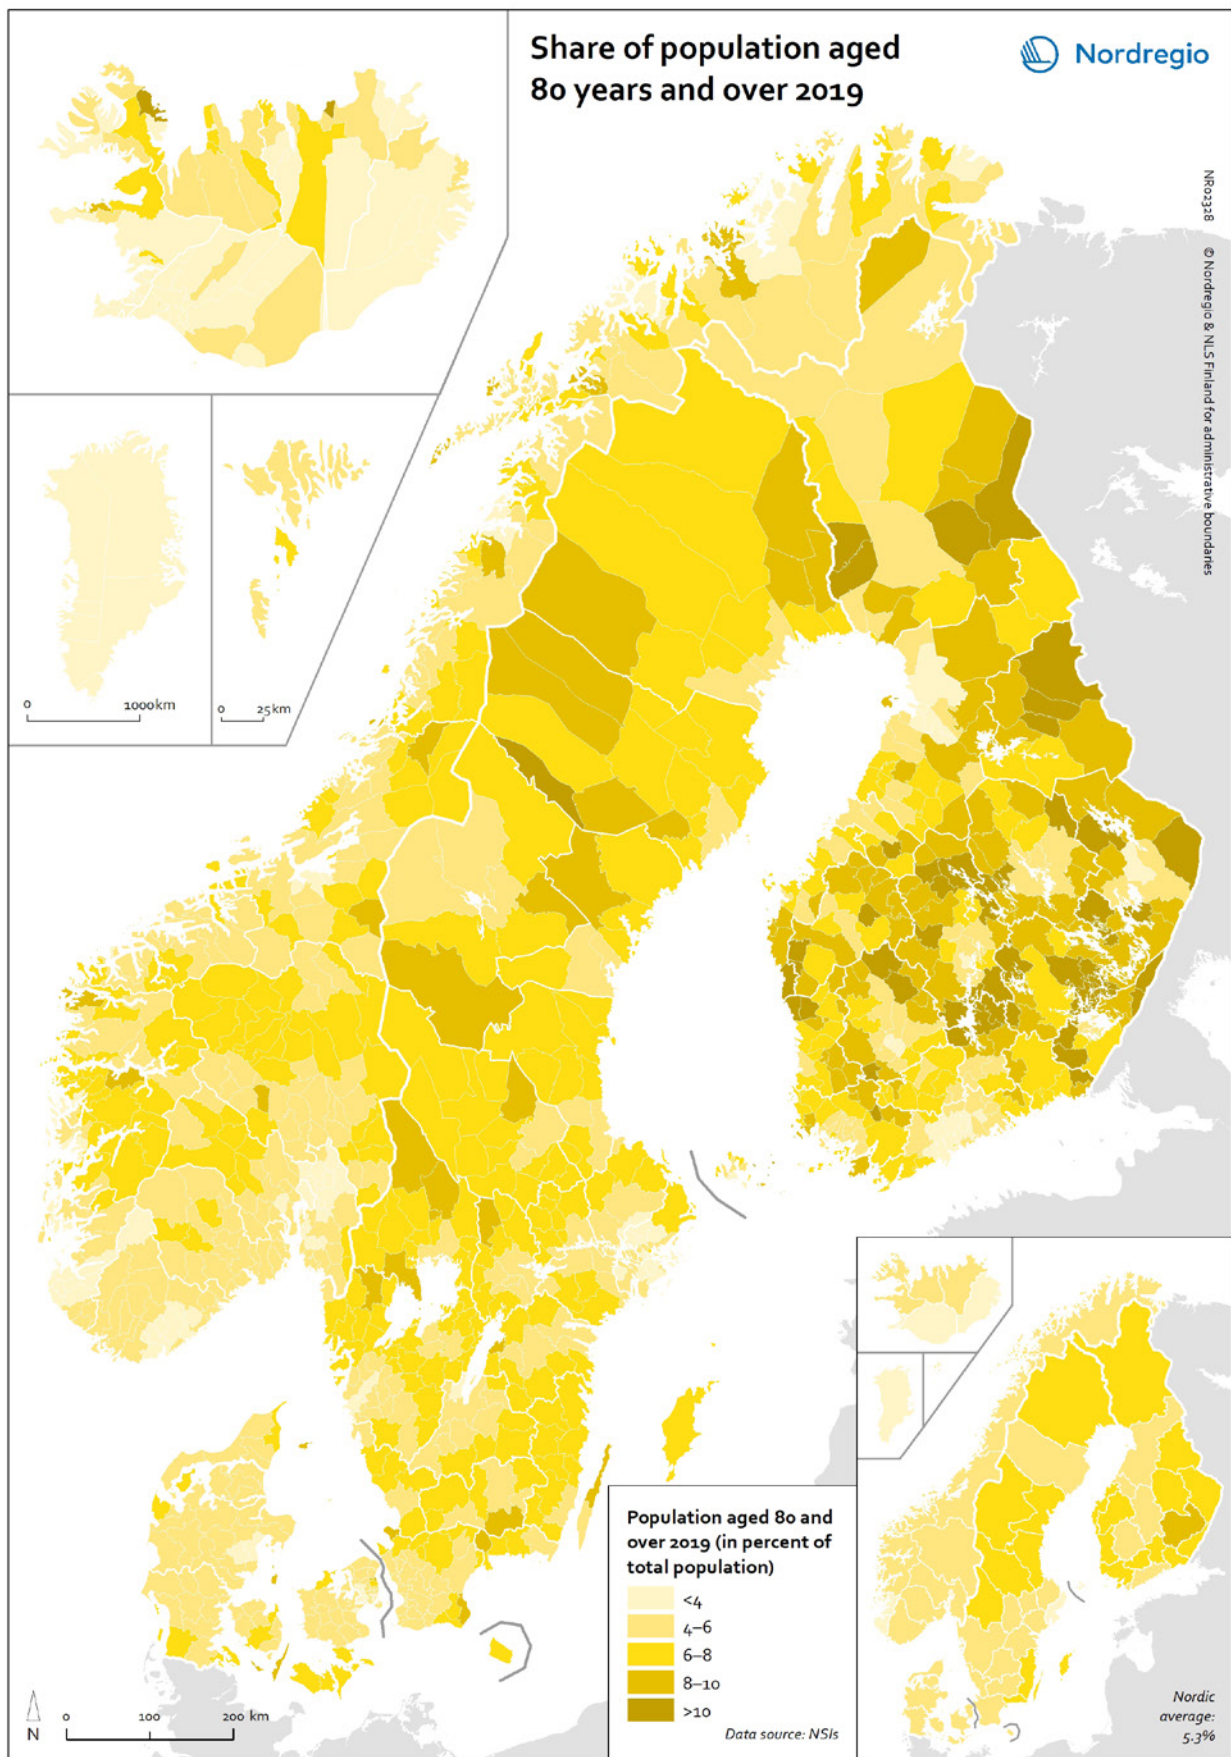 Share of population aged
80 years and over 2019
Nordregio
NR02328 © Nordregio & NLS Finland for administrative boundaries
0 1000km
0 25km
Population aged 80 and
over 2019 (in percent of
total population)
<4
4–6
6–8
8–10
>10
Data source: NSIs
Nordic
average:
5.3%
N
0 100 200 km